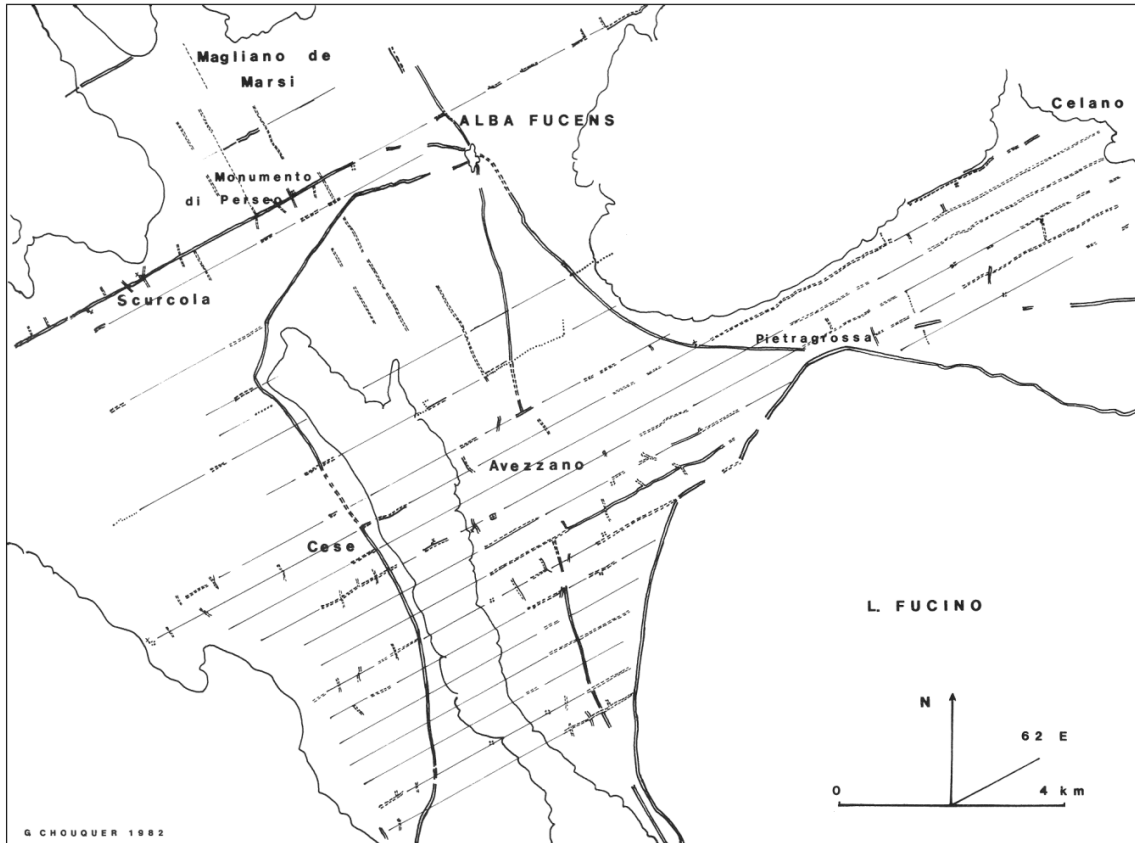 Magliano de
Marsi
Celano
ALBA FUCENS
Monumento
di Perseo
Scurcola
Pietragrossa
Avezzano
Cese
L. FUCINO
N
62 E
0 4 km
G CHOUQUER 1982